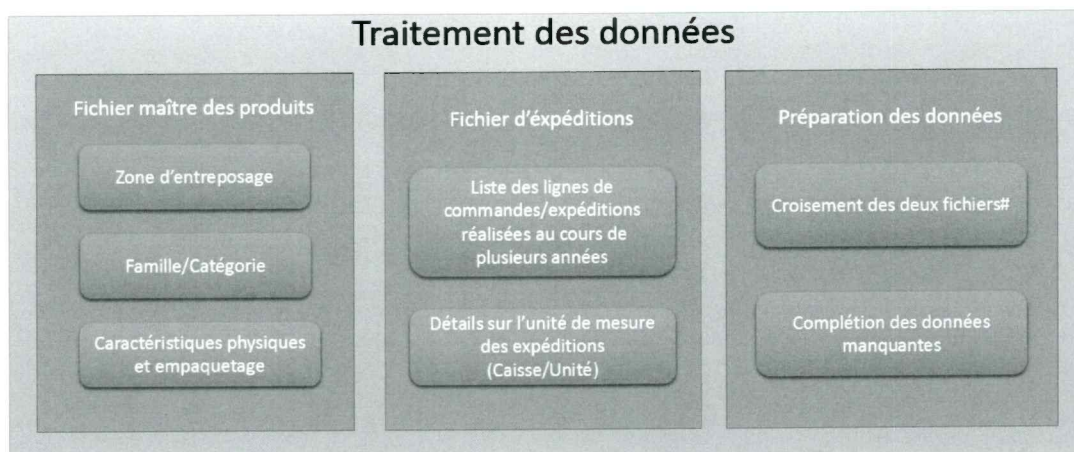 Traitement des données
Fichier maître des produits
Zone d'entreposage
Famille/Catégorie
Caractéristiques physiques
et empaquetage
Fichier d'éxpéditions
Liste des lignes de
commandes/expéditions
réalisées au cours de
plusieurs années
Détails sur l'unité de mesure
des expéditions
(Caisse/Unité)
Préparation des données
Croisement des deux fichiers#
Complétion des données
manquantes